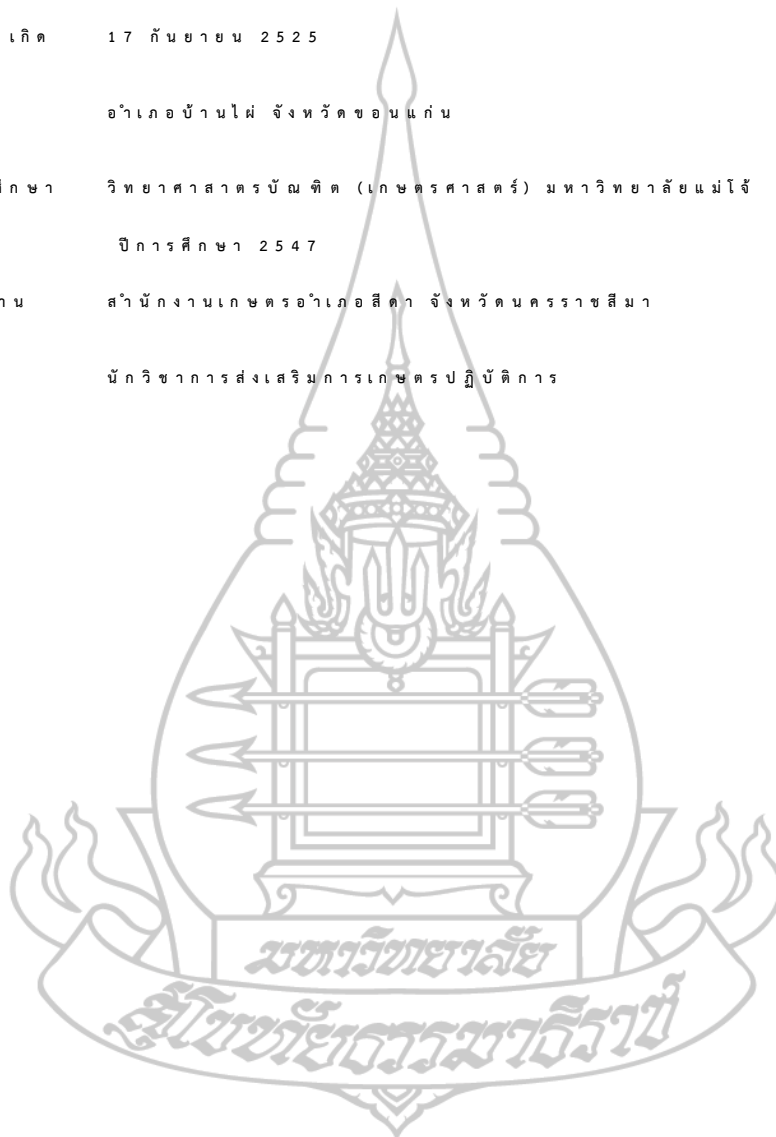 เกิด 17 กันยายน 2525
อำเภอบ้านไผ่ จังหวัดขอนแก่น
ศึกษา วิทยาศาสาตรบัณฑิต (เกษตรศาสตร์) มหาวิทยาลัยแม่โจ้
ปีการศึกษา 2547
าน สำนักงานเกษตรอำเภอสีดา จังหวัดนครราชสีมา
นักวิชาการส่งเสริมการเกษตรปฏิบัติการ
มหาวิทยาลัย
สุโขทัยธรรมาธิราช